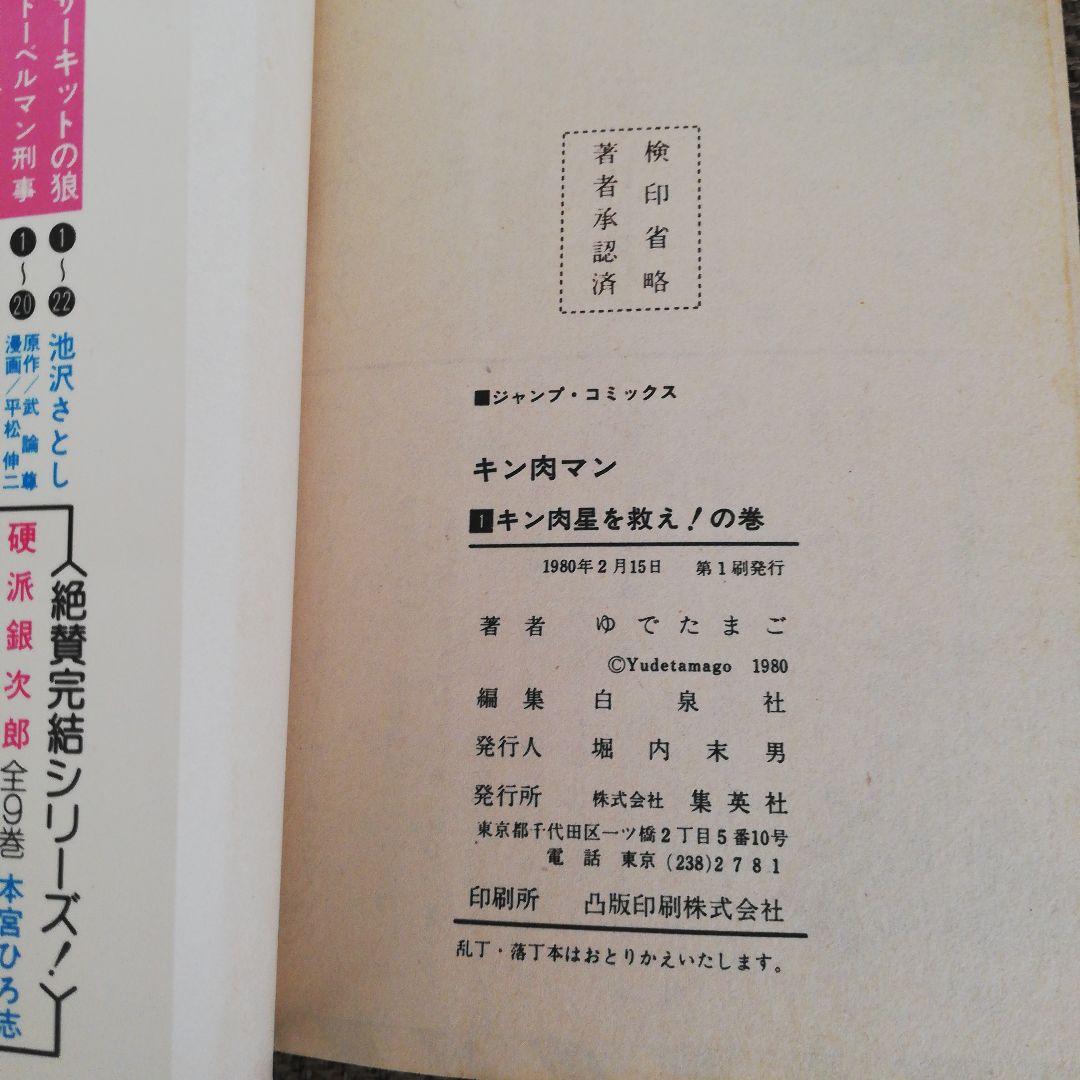 検印省略
著者承認済
■ジャンプ・コミックス
キン肉マン
1キン肉星を救え!の巻
1980年2月15日 第1刷発行
著者 ゆでたまご
©Yudetamago 1980
編集 白泉社
発行人 堀内末男
発行所 株式会社 集英社
東京都千代田区一ツ橋2丁目5番10号
電話 東京(238)2781
印刷所 凸版印刷株式会社
乱丁・落丁本はおとりかえいたします。
サーキットの狼 1〜22 池沢さとし
ドーベルマン刑事 1〜20 原作/武論尊
漫画/平松伸二
絶賛完結シリーズ!
硬派銀次郎 全9巻 本宮ひろ志